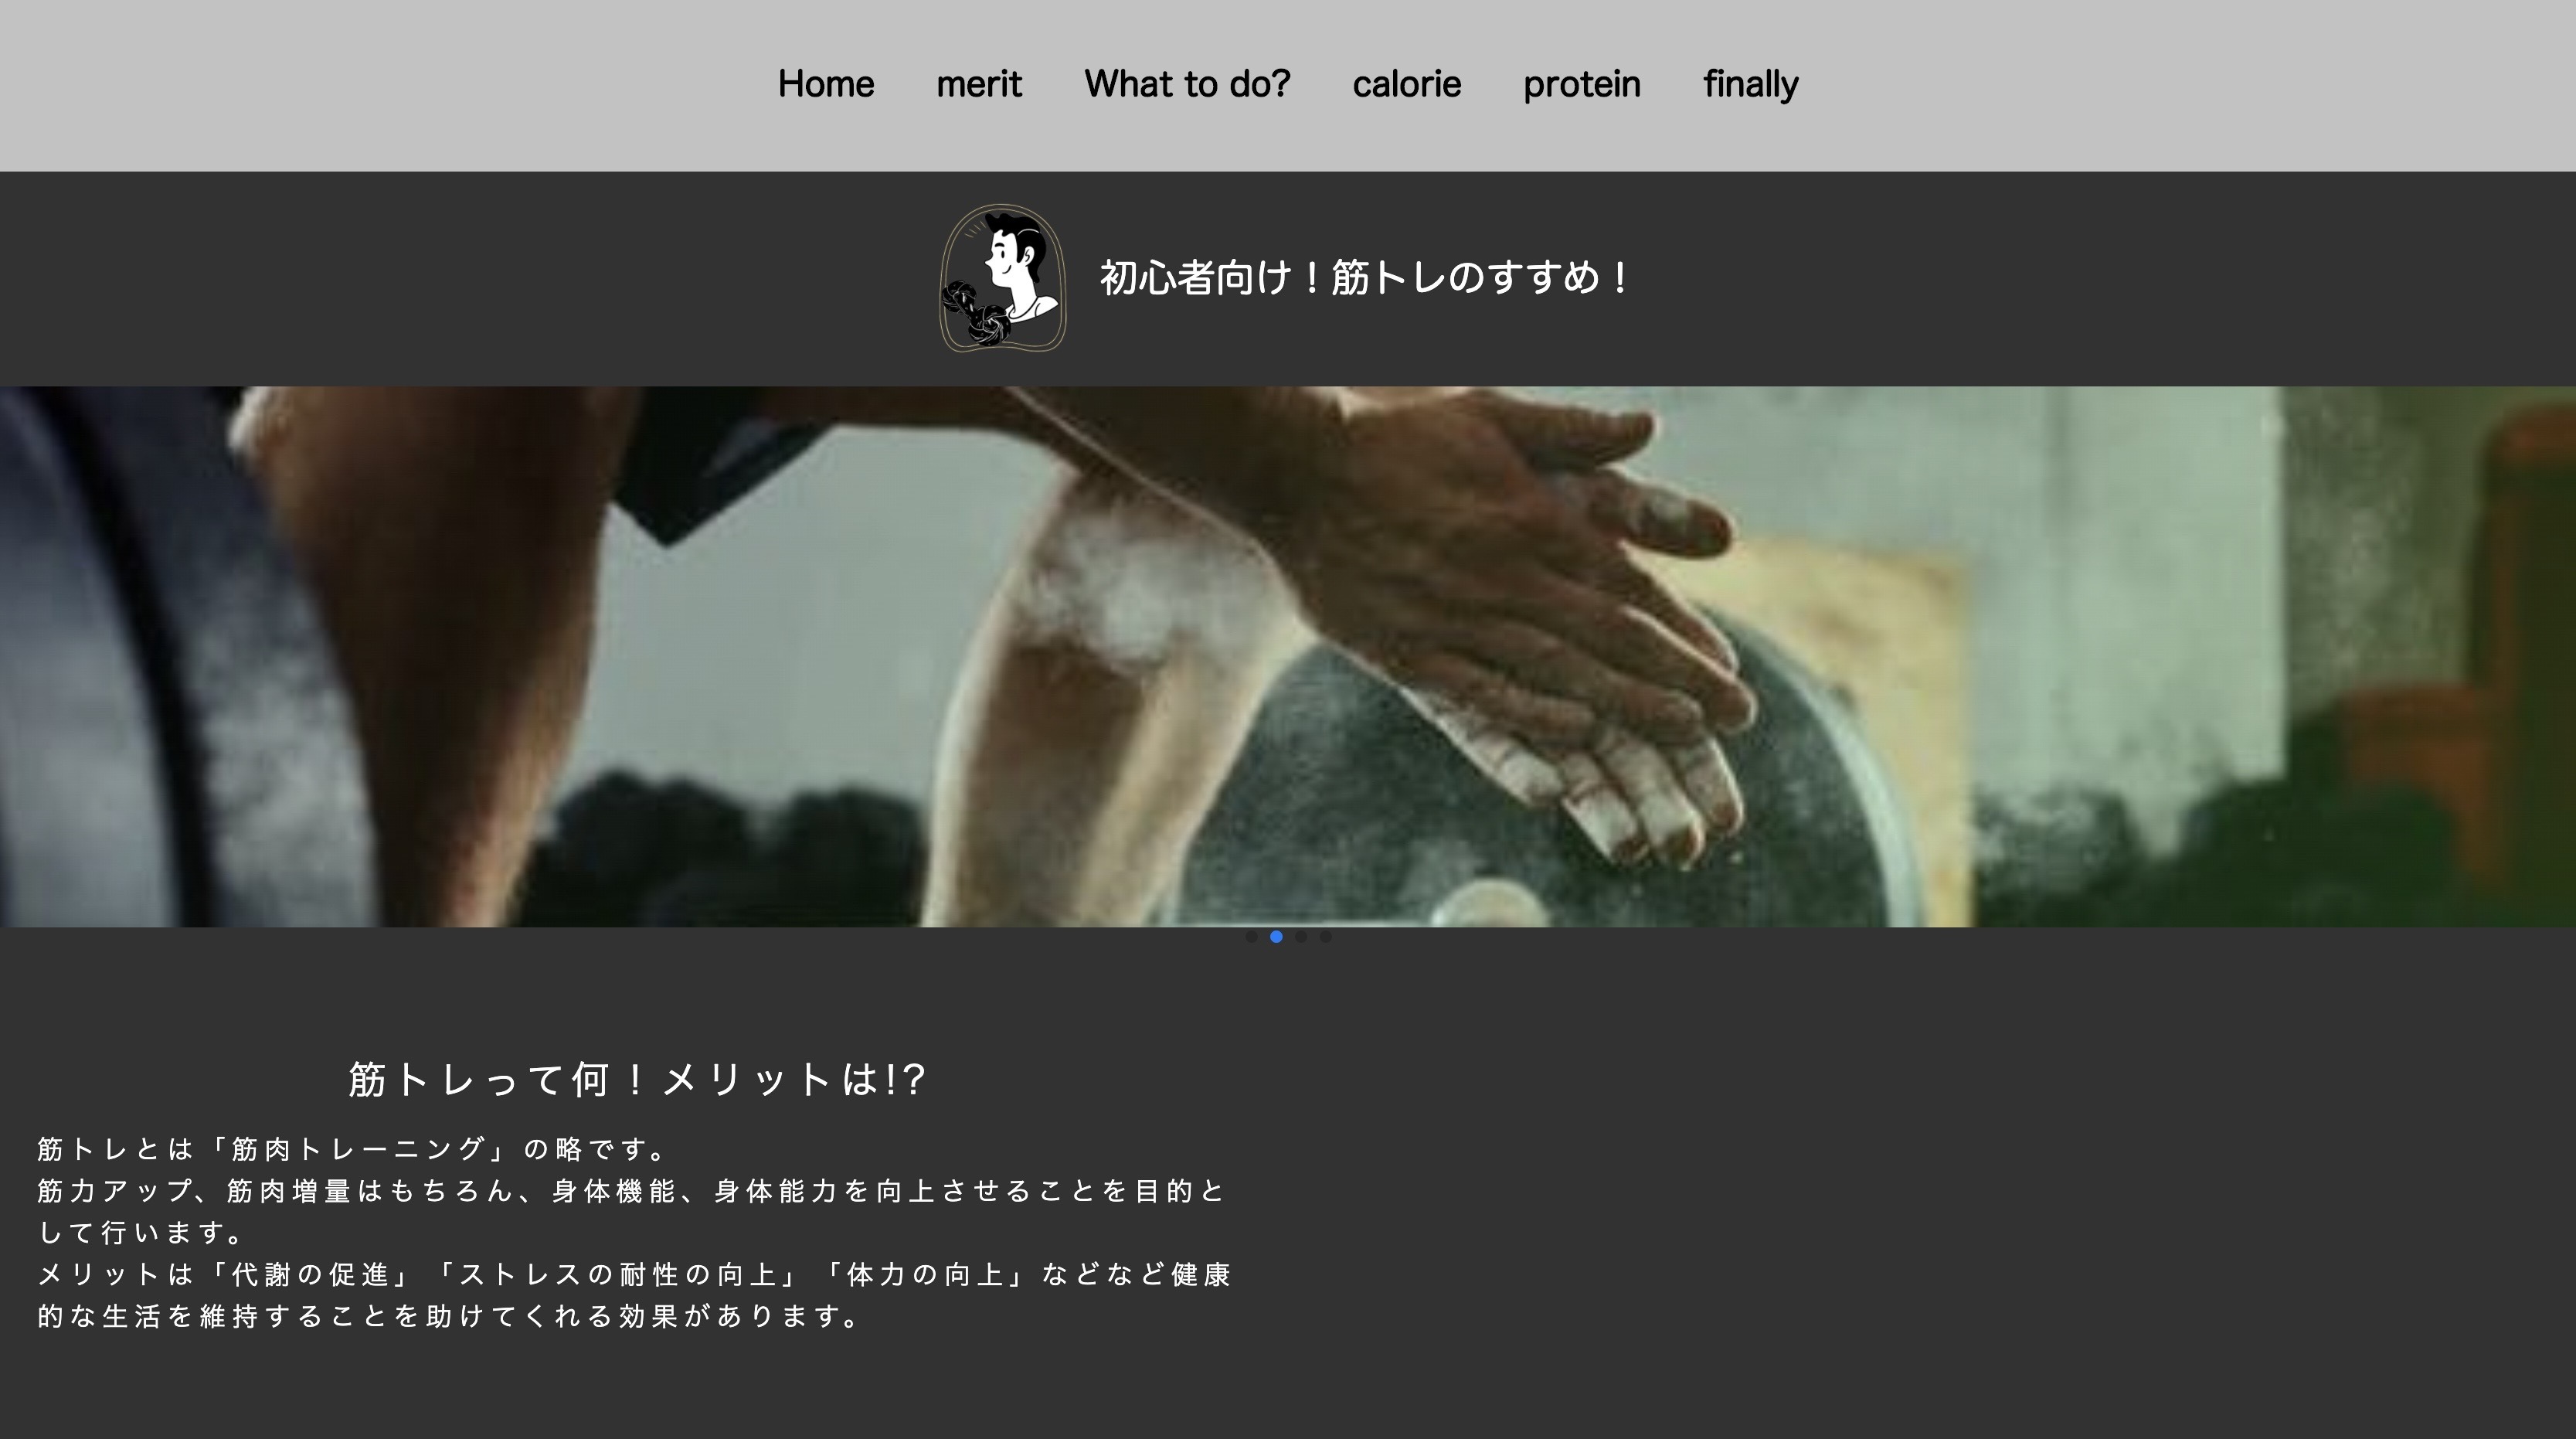 Home merit What to do? calorie protein finally
初心者向け！筋トレのすすめ！
筋トレって何！メリットは!?
筋トレとは「筋肉トレーニング」の略です。
筋力アップ、筋肉増量はもちろん、身体機能、身体能力を向上させることを目的と
して行います。
メリットは「代謝の促進」「ストレスの耐性の向上」「体力の向上」などなど健康
的な生活を維持することを助けてくれる効果があります。